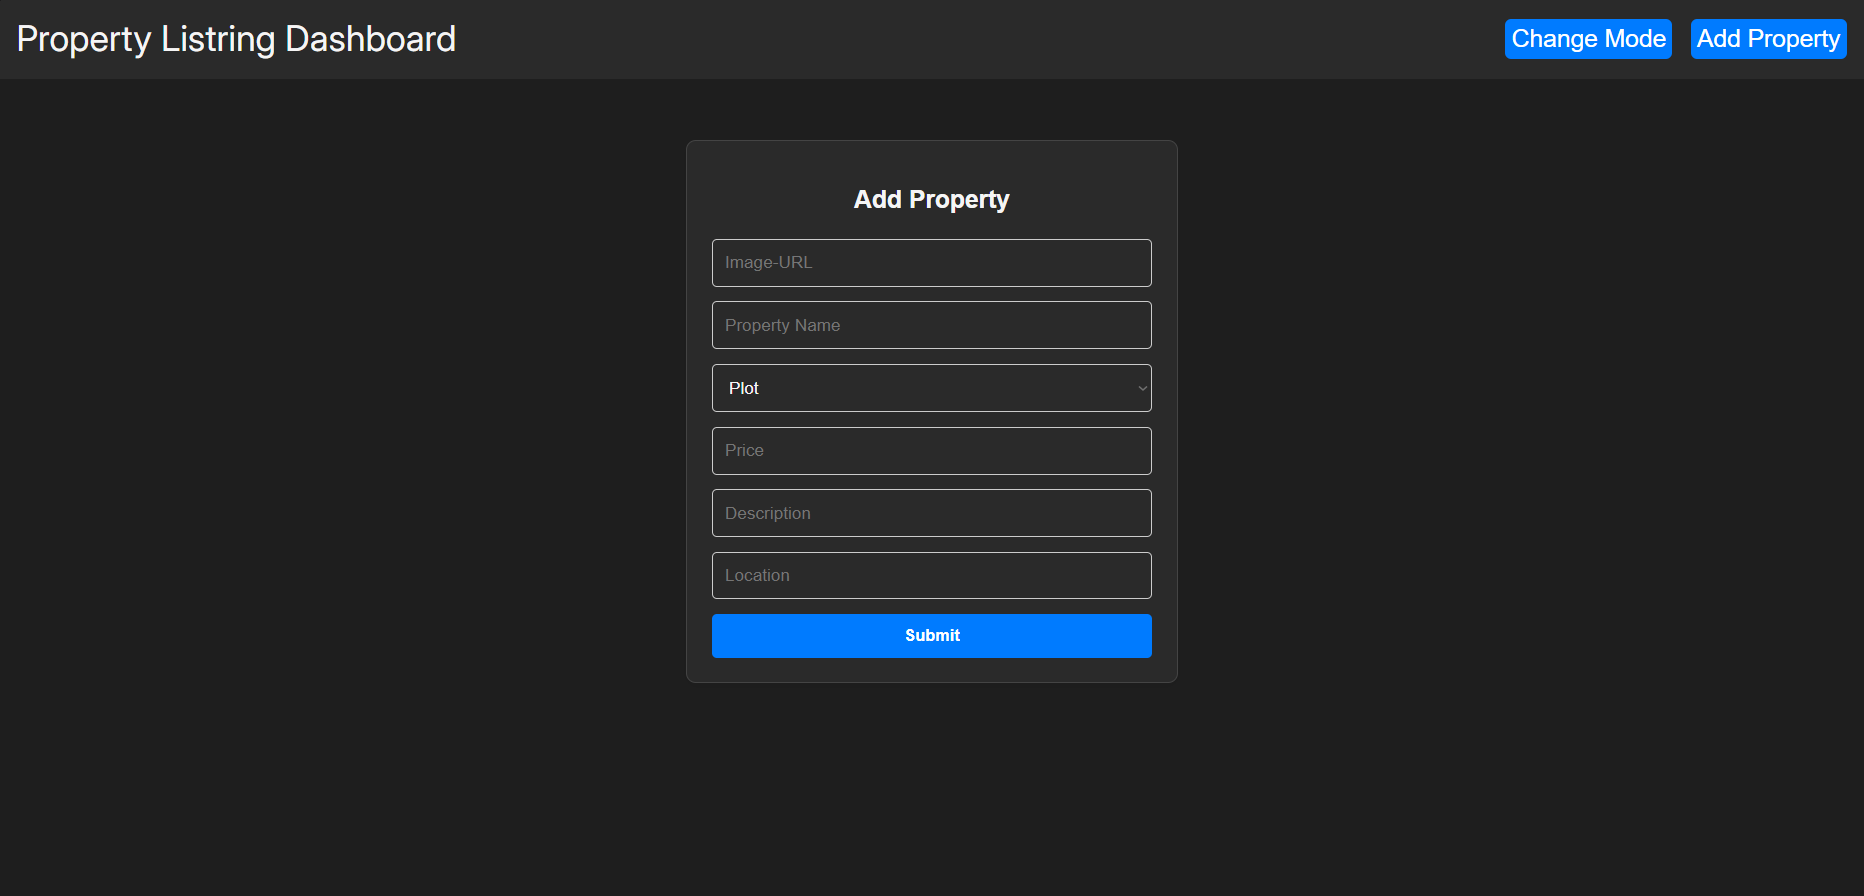 Property Listring Dashboard
Change Mode
Add Property
Add Property
Image-URL
Property Name
Plot
Price
Description
Location
Submit